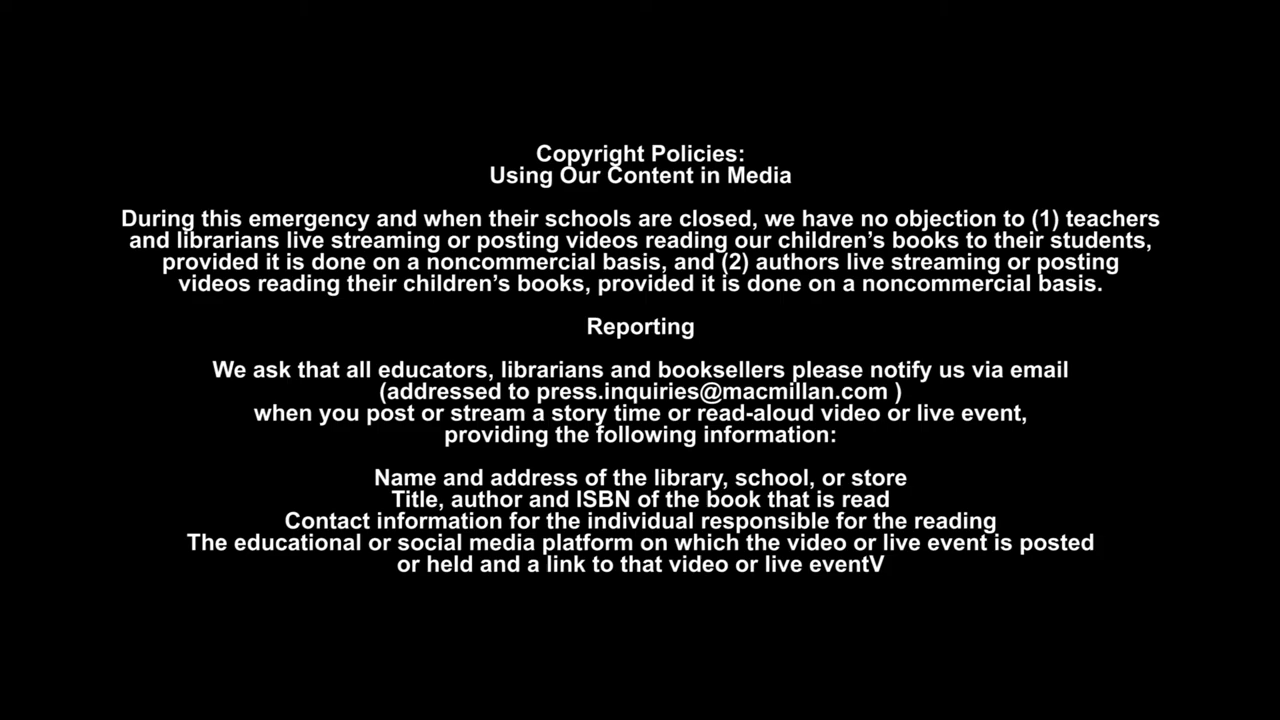 Copyright Policies:
Using Our Content in Media
During this emergency and when their schools are closed, we have no objection to (1) teachers
and librarians live streaming or posting videos reading our children’s books to their students,
provided it is done on a noncommercial basis, and (2) authors live streaming or posting
videos reading their children’s books, provided it is done on a noncommercial basis.
Reporting
We ask that all educators, librarians and booksellers please notify us via email
(addressed to press.inquiries@macmillan.com )
when you post or stream a story time or read-aloud video or live event,
providing the following information:
Name and address of the library, school, or store
Title, author and ISBN of the book that is read
Contact information for the individual responsible for the reading
The educational or social media platform on which the video or live event is posted
or held and a link to that video or live eventV